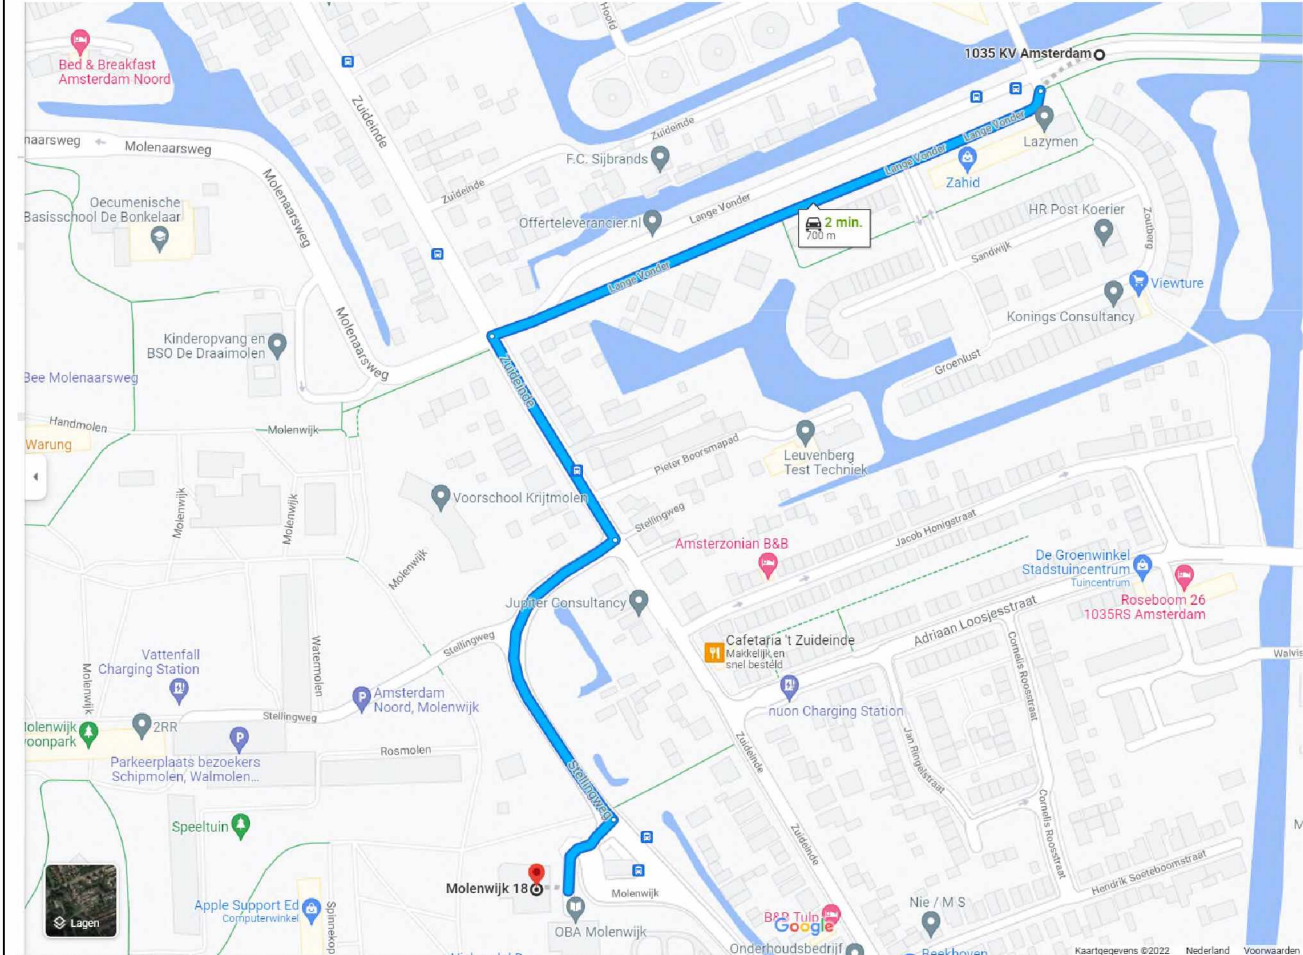 Bed & Breakfast
Amsterdam Noord
1035 KV Amsterdam
Hoofd
Zuideinde
naarsweg
Molenaarsweg
Zuideinde
Lange Vonder
Lange Vonder
Lazymen
F.C. Sijbrands
Zahid
Molenaarsweg
Zuideinde
Oecumenische
Basisschool De Bonkelaar
Offerteleverancier.nl
Lange Vonder
2 min.
700 m
HR Post Koerier
Zoutberg
Sandwijk
Lange Vonder
Viewture
Konings Consultancy
Molenaarsweg
Kinderopvang en
BSO De Draaimolen
Groenlust
Bee Molenaarsweg
Zuideinde
Handmolen
Molenwijk
Warung
Pieter Boorsmapad
Leuvenberg
Test Techniek
Voorschool Krijtmolen
Molenwijk
Molenwijk
Stellingweg
Jacob Honigstraat
Amsterzonian B&B
De Groenwinkel
Stadstuincentrum
Tuincentrum
Molenwijk
Jupiter Consultancy
Roseboom 26
1035RS Amsterdam
Adriaan Loosjesstraat
Cafetaria 't Zuideinde
Makkelijk en
snel besteld
Stellingweg
Watermolen
Cornelis Roosstraat
Walvis
Vattenfall
Charging Station
Molenwijk
Amsterdam
Noord, Molenwijk
nuon Charging Station
Stellingweg
2RR
Molenwijk
woonpark
Rosmolen
Zuideinde
Jan Ringelstraat
Parkeerplaats bezoekers
Schipmolen, Walmolen...
Stellingweg
Speeltuin
Zuideinde
Cornelis Roosstraat
M
Hendrik Soeteboomstraat
Molenwijk 18
Molenwijk
Lagen
Apple Support Ed
Computerwinkel
Spinnekop
OBA Molenwijk
B&B Tulp
Google
Nie / M S
Onderhoudsbedrijf
Beekhoven
Kaartgegevens ©2022 Nederland Voorwaarden